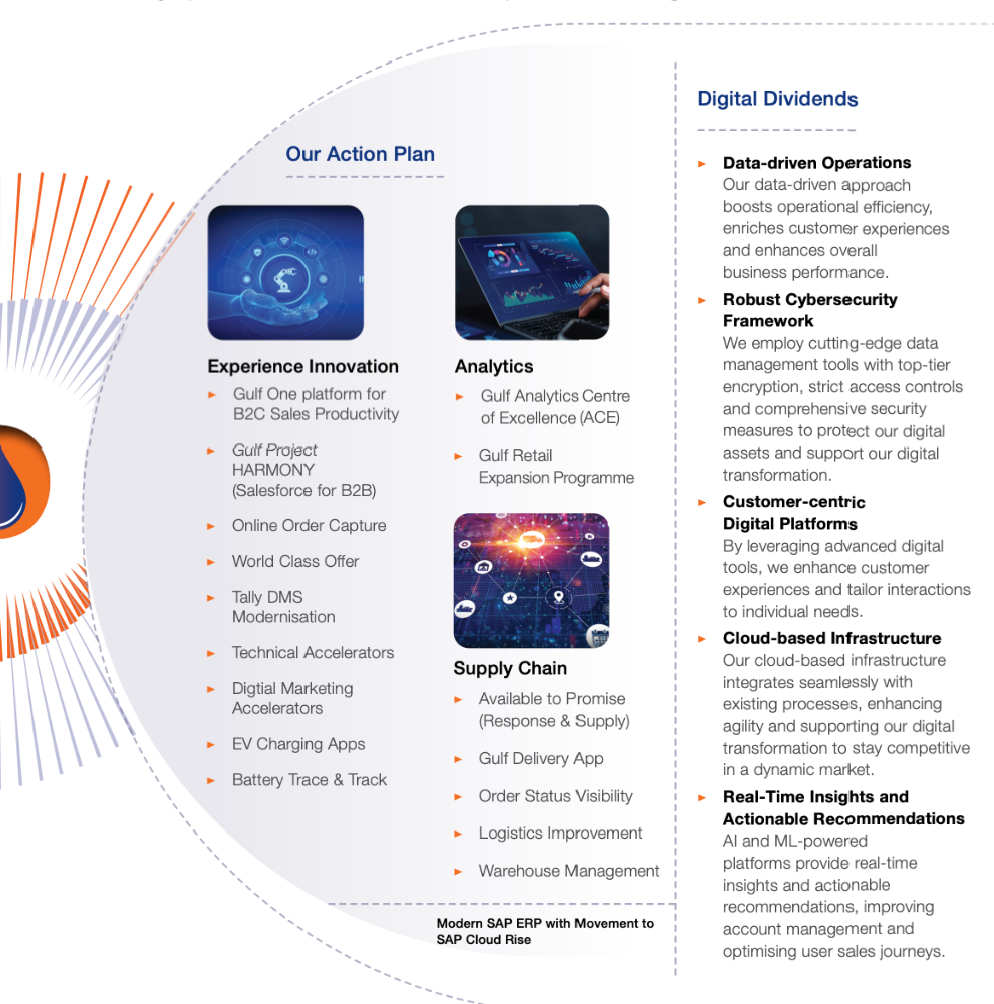 Our Action Plan
Experience Innovation
Gulf One platform for
B2C Sales Productivity
Gulf Project
HARMONY
(Salesforce for B2B)
Online Order Capture
World Class Offer
Tally DMS
Modernisation
Technical Accelerators
Digtial Marketing
Accelerators
EV Charging Apps
Battery Trace & Track
Analytics
Gulf Analytics Centre
of Excellence (ACE)
Gulf Retail
Expansion Programme
Supply Chain
Available to Promise
(Response & Supply)
Gulf Delivery App
Order Status Visibility
Logistics Improvement
Warehouse Management
Modern SAP ERP with Movement to
SAP Cloud Rise
Digital Dividends
Data-driven Operations
Our data-driven approach
boosts operational efficiency,
enriches customer experiences
and enhances overall
business performance.
Robust Cybersecurity
Framework
We employ cutting-edge data
management tools with top-tier
encryption, strict access controls
and comprehensive security
measures to protect our digital
assets and support our digital
transformation.
Customer-centric
Digital Platforms
By leveraging advanced digital
tools, we enhance customer
experiences and tailor interactions
to individual needs.
Cloud-based Infrastructure
Our cloud-based infrastructure
integrates seamlessly with
existing processes, enhancing
agility and supporting our digital
transformation to stay competitive
in a dynamic market.
Real-Time Insights and
Actionable Recommendations
AI and ML-powered
platforms provide real-time
insights and actionable
recommendations, improving
account management and
optimising user sales journeys.